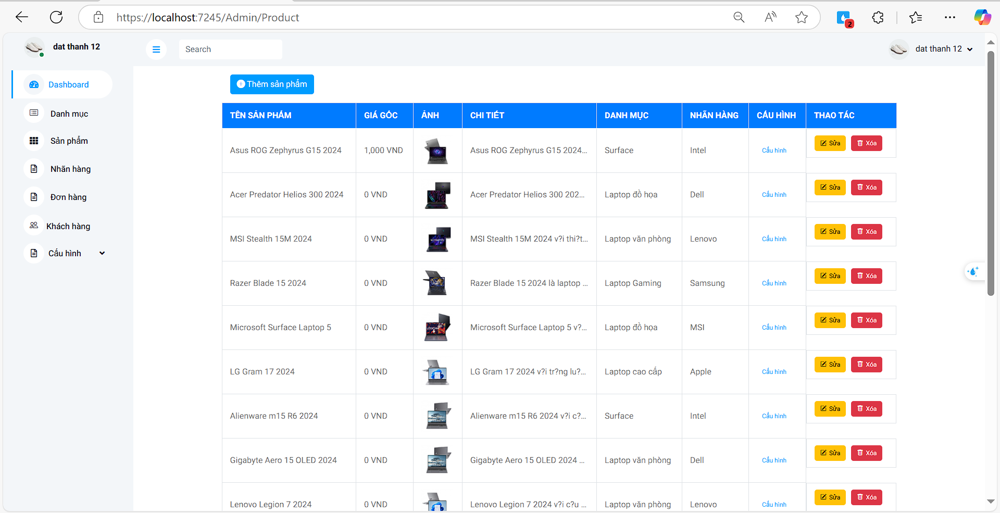 https://localhost:7245/Admin/Product
2
dat thanh 12
Search
dat thanh 12
Dashboard
Danh mục
Sản phẩm
Nhãn hàng
Đơn hàng
Khách hàng
Cấu hình
Thêm sản phẩm
TÊN SẢN PHẨM GIÁ GỐC ẢNH CHI TIẾT DANH MỤC NHÃN HÀNG CẤU HÌNH THAO TÁC
Asus ROG Zephyrus G15 2024 1,000 VND Asus ROG Zephyrus G15 2024... Surface Intel Cấu hình Sửa Xóa
Acer Predator Helios 300 2024 0 VND Acer Predator Helios 300 202... Laptop đồ họa Dell Cấu hình Sửa Xóa
MSI Stealth 15M 2024 0 VND MSI Stealth 15M 2024 v?i thi?t... Laptop văn phòng Lenovo Cấu hình Sửa Xóa
Razer Blade 15 2024 0 VND Razer Blade 15 2024 là laptop ... Laptop Gaming Samsung Cấu hình Sửa Xóa
Microsoft Surface Laptop 5 0 VND LEGION Microsoft Surface Laptop 5 v?... Laptop đồ họa MSI Cấu hình Sửa Xóa
LG Gram 17 2024 0 VND LG Gram 17 2024 v?i tr?ng lu?... Laptop cao cấp Apple Cấu hình Sửa Xóa
Alienware m15 R6 2024 0 VND Alienware m15 R6 2024 v?i c?... Surface Intel Cấu hình Sửa Xóa
Gigabyte Aero 15 OLED 2024 0 VND Gigabyte Aero 15 OLED 2024 ... Laptop văn phòng Dell Cấu hình Sửa Xóa
Lenovo Legion 7 2024 0 VND Lenovo Legion 7 2024 v?i c?u ... Laptop văn phòng Lenovo Cấu hình Sửa Xóa